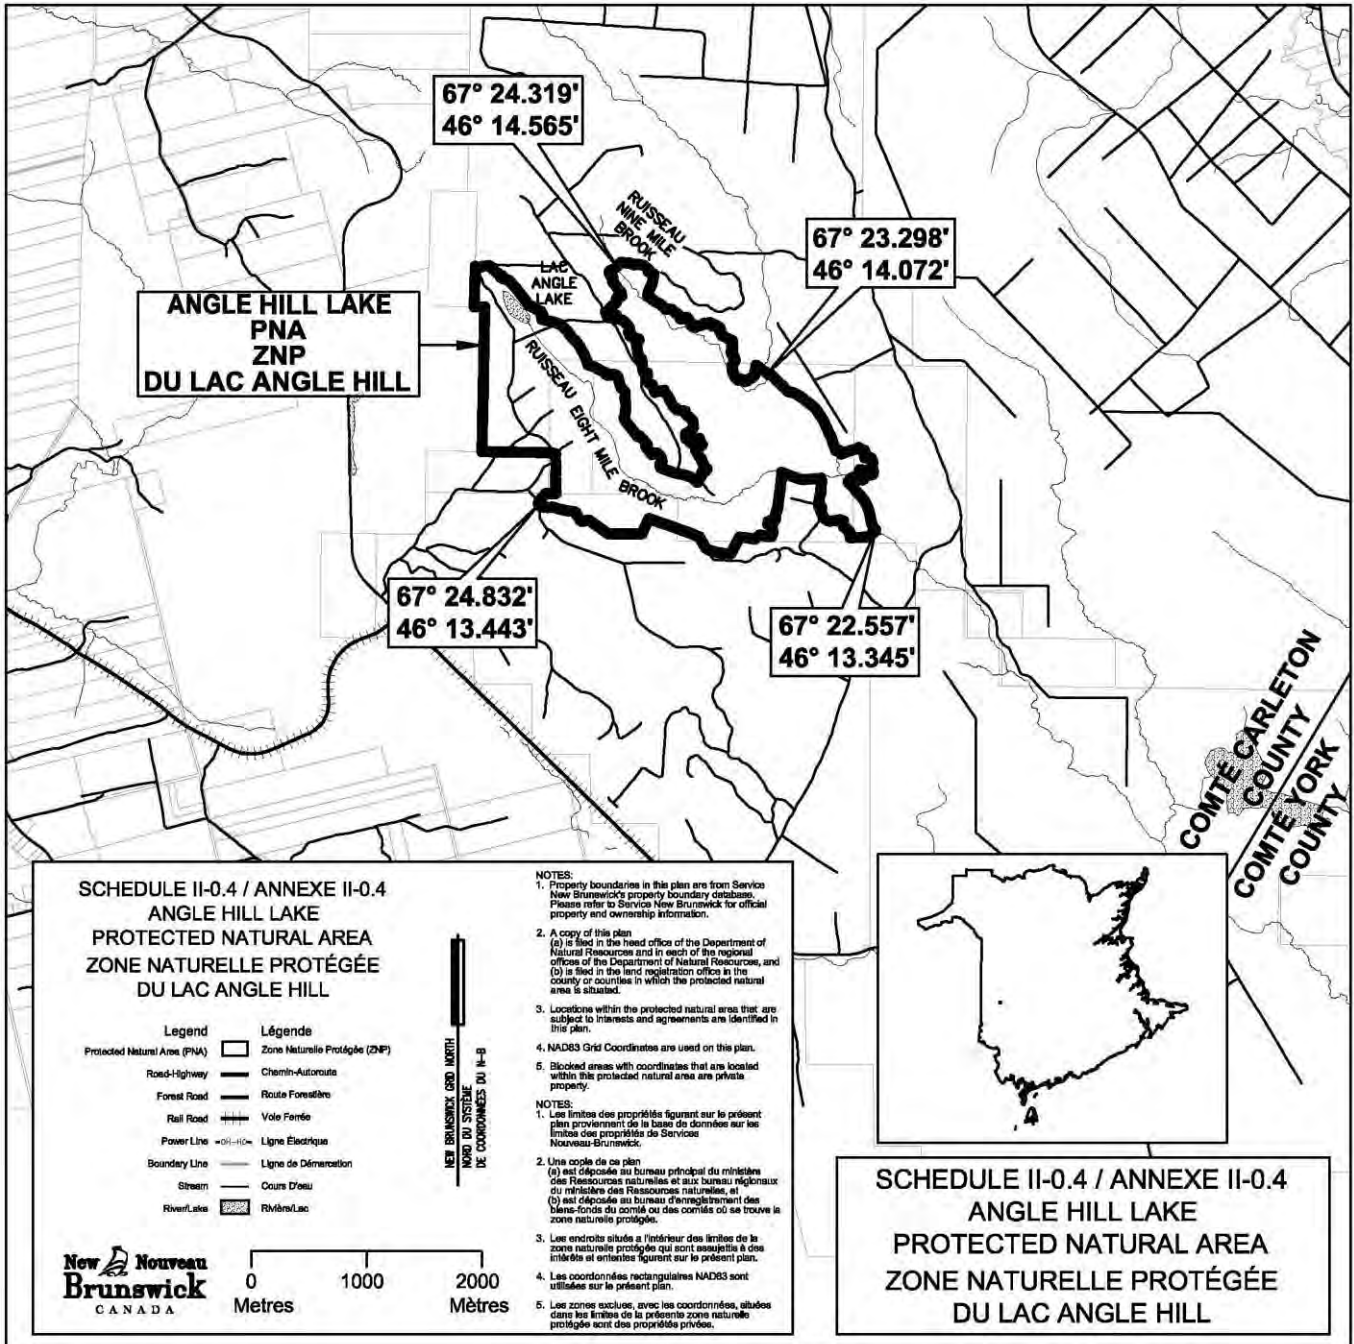 67° 24.319'
46° 14.565'
RUISSEAU
NINE MILE
BROOK
67° 23.298'
46° 14.072'
LAC
ANGLE
LAKE
ANGLE HILL LAKE
PNA
ZNP
DU LAC ANGLE HILL
RUISSEAU EIGHT MILE BROOK
67° 24.832'
46° 13.443'
67° 22.557'
46° 13.345'
COMTÉ CARLETON
COUNTY
COMTÉ YORK
COUNTY
SCHEDULE II-0.4 / ANNEXE II-0.4
ANGLE HILL LAKE
PROTECTED NATURAL AREA
ZONE NATURELLE PROTÉGÉE
DU LAC ANGLE HILL
Legend Légende
Protected Natural Area (PNA) Zone Naturelle Protégée (ZNP)
Road-Highway Chemin-Autoroute
Forest Road Route Forestière
Rail Road Voie Ferrée
Power Line Ligne Électrique
Boundary Line Ligne de Démarcation
Stream Cours D'eau
River/Lake Rivière/Lac
NEW BRUNSWICK GRID NORTH
NORD DU SYSTÈME
DE COORDONNÉES DU N-B
New Nouveau
Brunswick
CANADA
0 1000 2000
Metres Mètres
NOTES:
1. Property boundaries in this plan are from Service
New Brunswick's property boundary database.
Please refer to Service New Brunswick for official
property and ownership information.
2. A copy of this plan
(a) is filed in the head office of the Department of
Natural Resources and in each of the regional
offices of the Department of Natural Resources, and
(b) is filed in the land registration office in the
county or counties in which the protected natural
area is situated.
3. Locations within the protected natural area that are
subject to interests and agreements are identified in
this plan.
4. NAD83 Grid Coordinates are used on this plan.
5. Blocked areas with coordinates that are located
within this protected natural area are private
property.
NOTES:
1. Les limites des propriétés figurant sur le présent
plan proviennent de la base de données sur les
limites des propriétés de Services
Nouveau-Brunswick.
2. Une copie de ce plan
(a) est déposée au bureau principal du ministère
des Ressources naturelles et aux bureau régionaux
du ministère des Ressources naturelles, et
(b) est déposée au bureau d'enregistrement des
biens-fonds du comté ou des comtés où se trouve la
zone naturelle protégée.
3. Les endroits situés a l'intérieur des limites de la
zone naturelle protégée qui sont assujettis à des
intérêts et ententes figurent sur le présent plan.
4. Les coordonnées rectangulaires NAD83 sont
utilisées sur le présent plan.
5. Les zones exclues, avec les coordonnées, situées
dans les limites de la présente zone naturelle
protégée sont des propriétés privées.
SCHEDULE II-0.4 / ANNEXE II-0.4
ANGLE HILL LAKE
PROTECTED NATURAL AREA
ZONE NATURELLE PROTÉGÉE
DU LAC ANGLE HILL